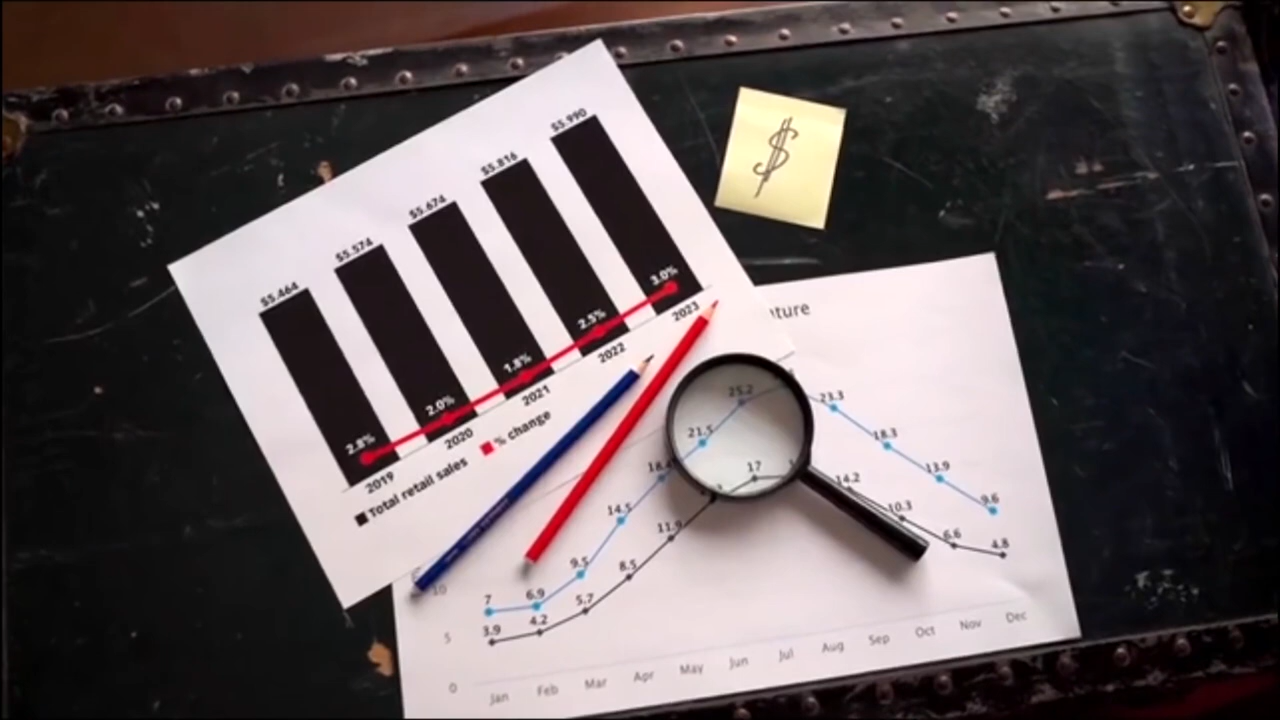 $5.464 $5.574 $5.674 $5.816 $5.990
2.8% 2.0% 1.8% 2.5% 3.0%
2019 2020 2021 2022 2023
Total retail sales % change
$
ature
7 6.9 9.5 14.5 18.4 21.5 25.2 23.3 18.3 13.9 9.6
3.9 4.2 5.7 8.5 11.9 17 14.2 10.3 6.6 4.8
10
5
0
Jan Feb Mar Apr May Jun Jul Aug Sep Oct Nov Dec